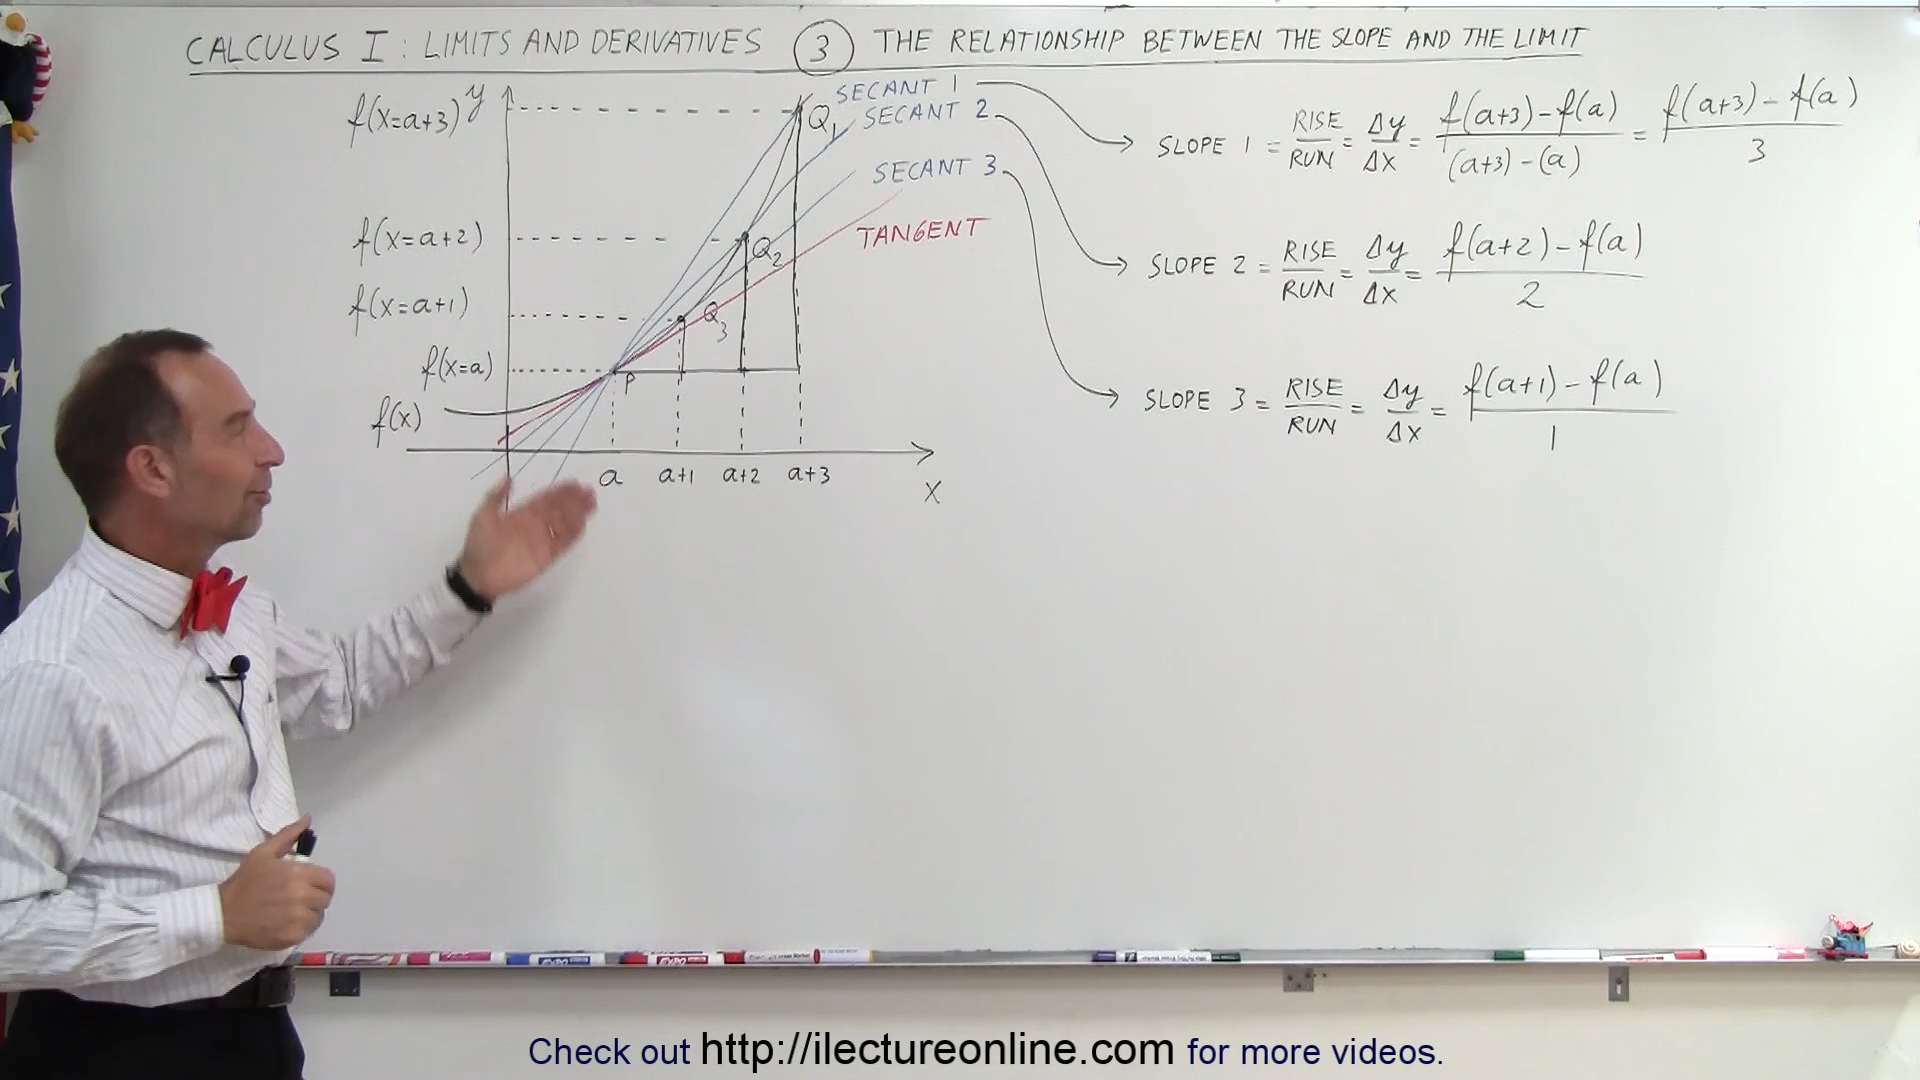 CALCULUS I : LIMITS AND DERIVATIVES ③ THE RELATIONSHIP BETWEEN THE SLOPE AND THE LIMIT
y
f(x=a+3)
f(x=a+2)
f(x=a+1)
f(x=a)
f(x)
SECANT 1
SECANT 2
SECANT 3
TANGENT
Q1
Q2
Q3
P
a a+1 a+2 a+3
x
SLOPE 1 = RISE/RUN = Δy/Δx = f(a+3)-f(a)/(a+3)-(a) = f(a+3)-f(a)/3
SLOPE 2 = RISE/RUN = Δy/Δx = f(a+2)-f(a)/2
SLOPE 3 = RISE/RUN = Δy/Δx = f(a+1)-f(a)/1
Check out http://ilectureonline.com for more videos.